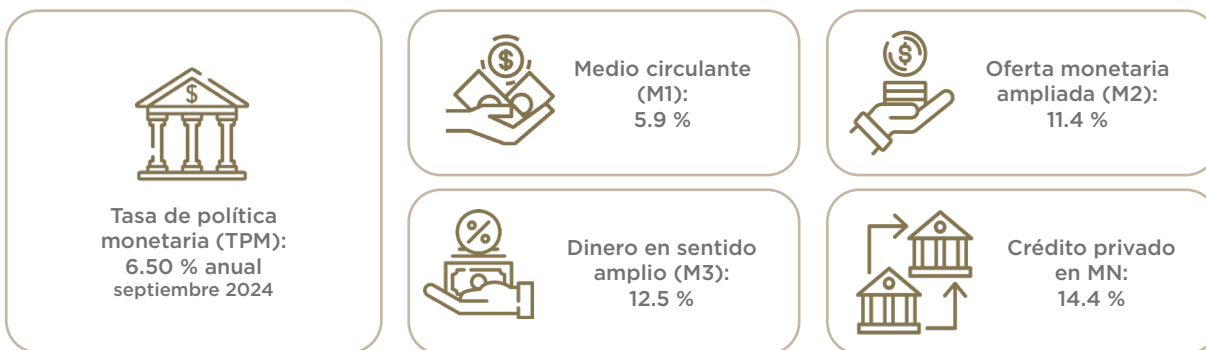 $
Tasa de política
monetaria (TPM):
6.50 % anual
septiembre 2024
$
Medio circulante
(M1):
5.9 %
$
Oferta monetaria
ampliada (M2):
11.4 %
%
Dinero en sentido
amplio (M3):
12.5 %
Crédito privado
en MN:
14.4 %